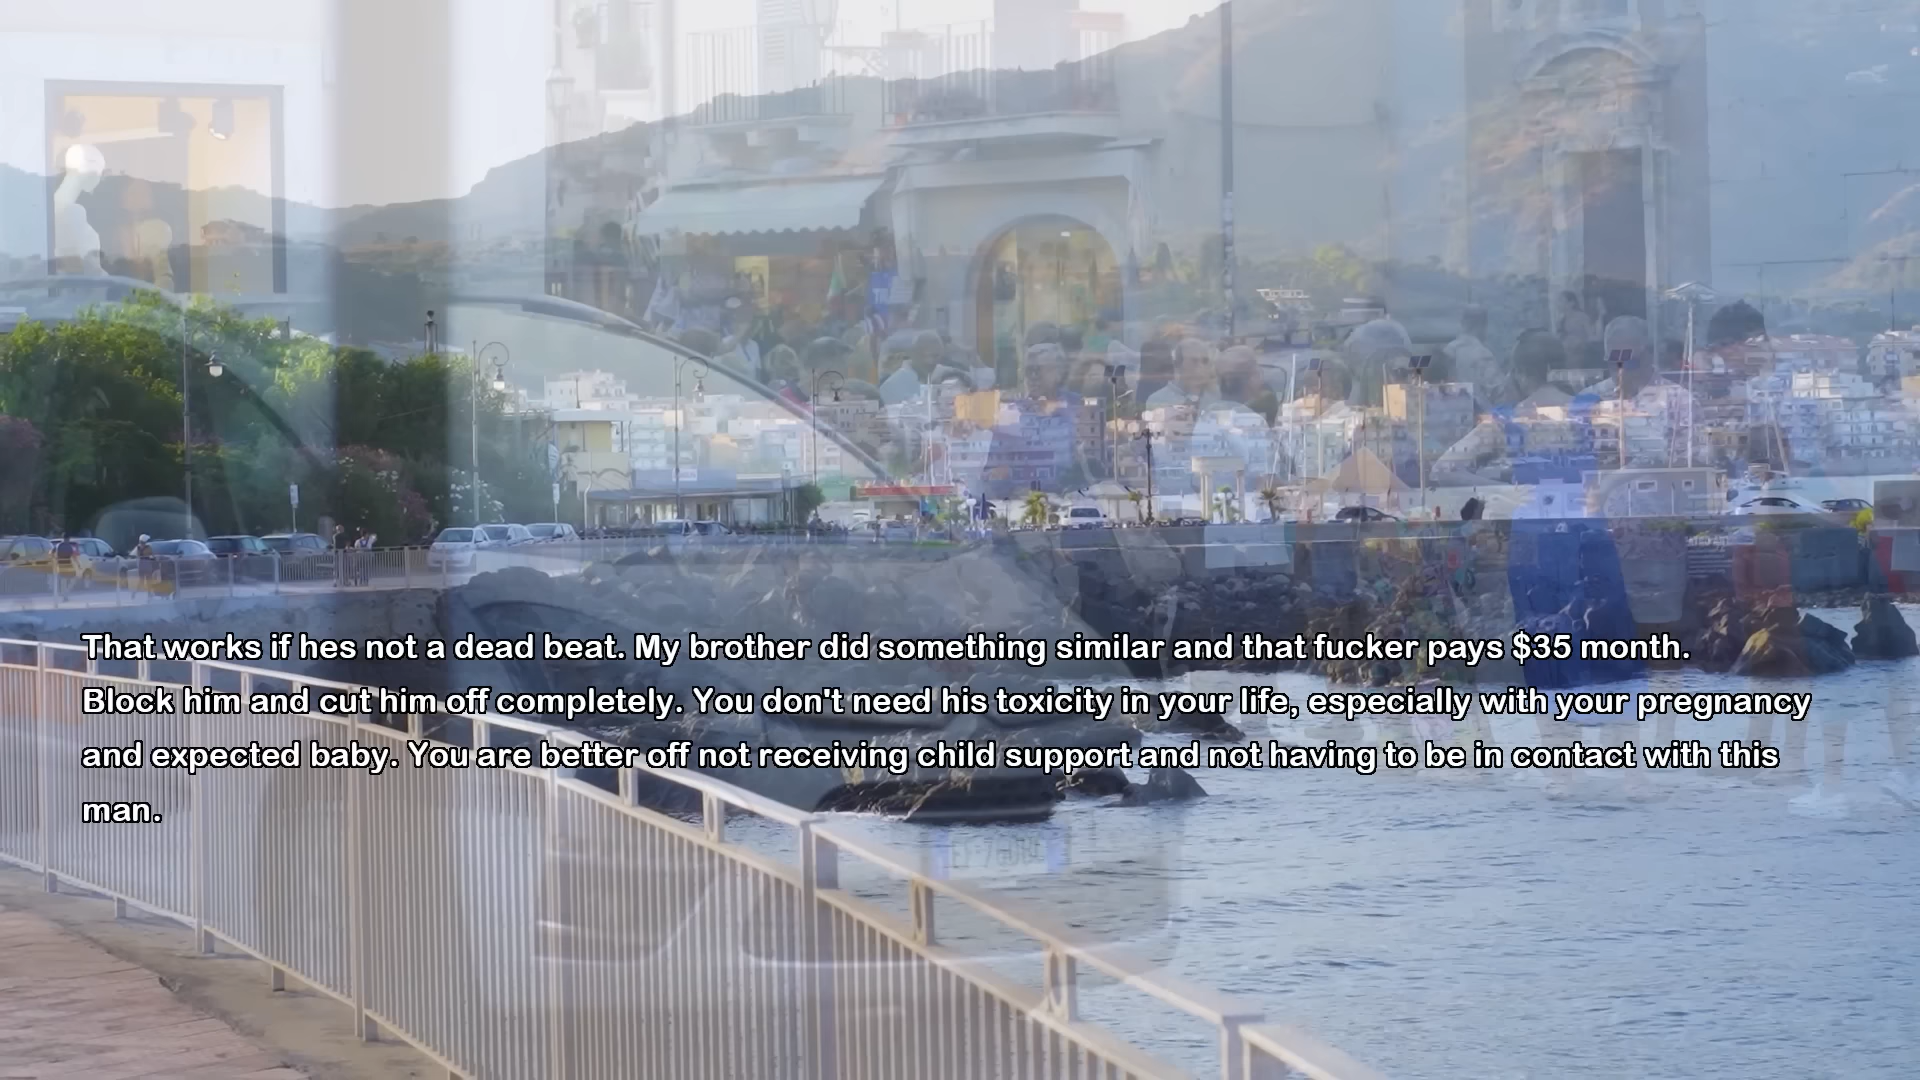 That works if hes not a dead beat. My brother did something similar and that fucker pays $35 month.
Block him and cut him off completely. You don't need his toxicity in your life, especially with your pregnancy
and expected baby. You are better off not receiving child support and not having to be in contact with this
man.